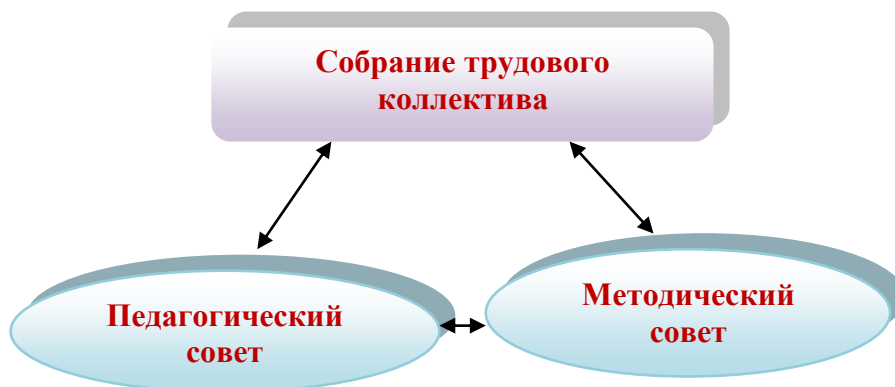 Собрание трудового
коллектива
Педагогический
совет
Методический
совет